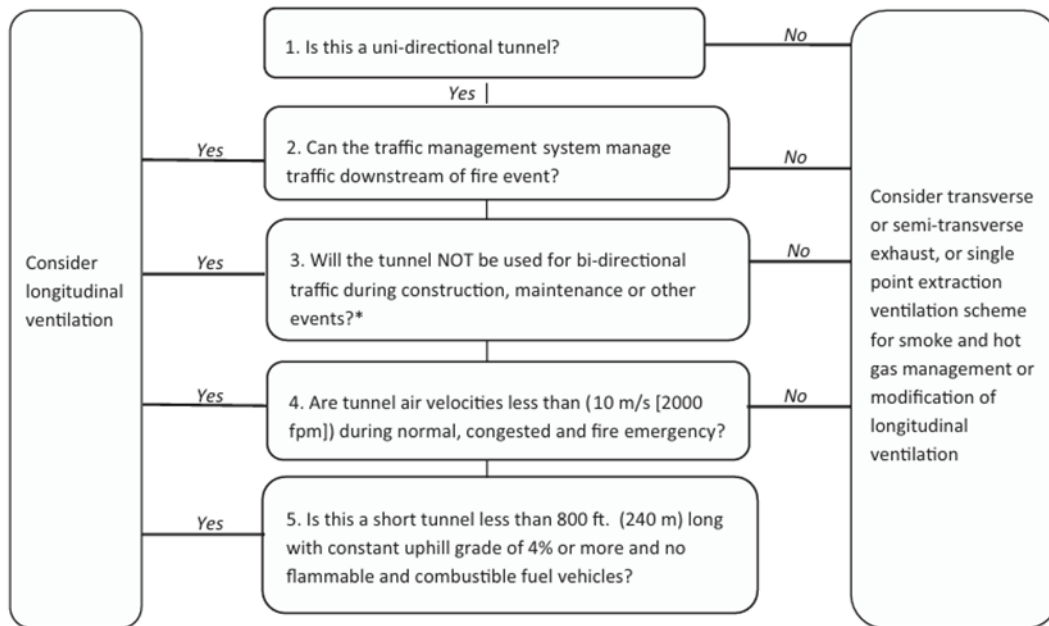 1. Is this a uni-directional tunnel?
No
Yes
Yes
2. Can the traffic management system manage
traffic downstream of fire event?
No
Consider
longitudinal
ventilation
Yes
3. Will the tunnel NOT be used for bi-directional
traffic during construction, maintenance or other
events?*
No
Consider transverse
or semi-transverse
exhaust, or single
point extraction
ventilation scheme
for smoke and hot
gas management or
modification of
longitudinal
ventilation
Yes
4. Are tunnel air velocities less than (10 m/s [2000
fpm]) during normal, congested and fire emergency?
No
Yes
5. Is this a short tunnel less than 800 ft. (240 m) long
with constant uphill grade of 4% or more and no
flammable and combustible fuel vehicles?